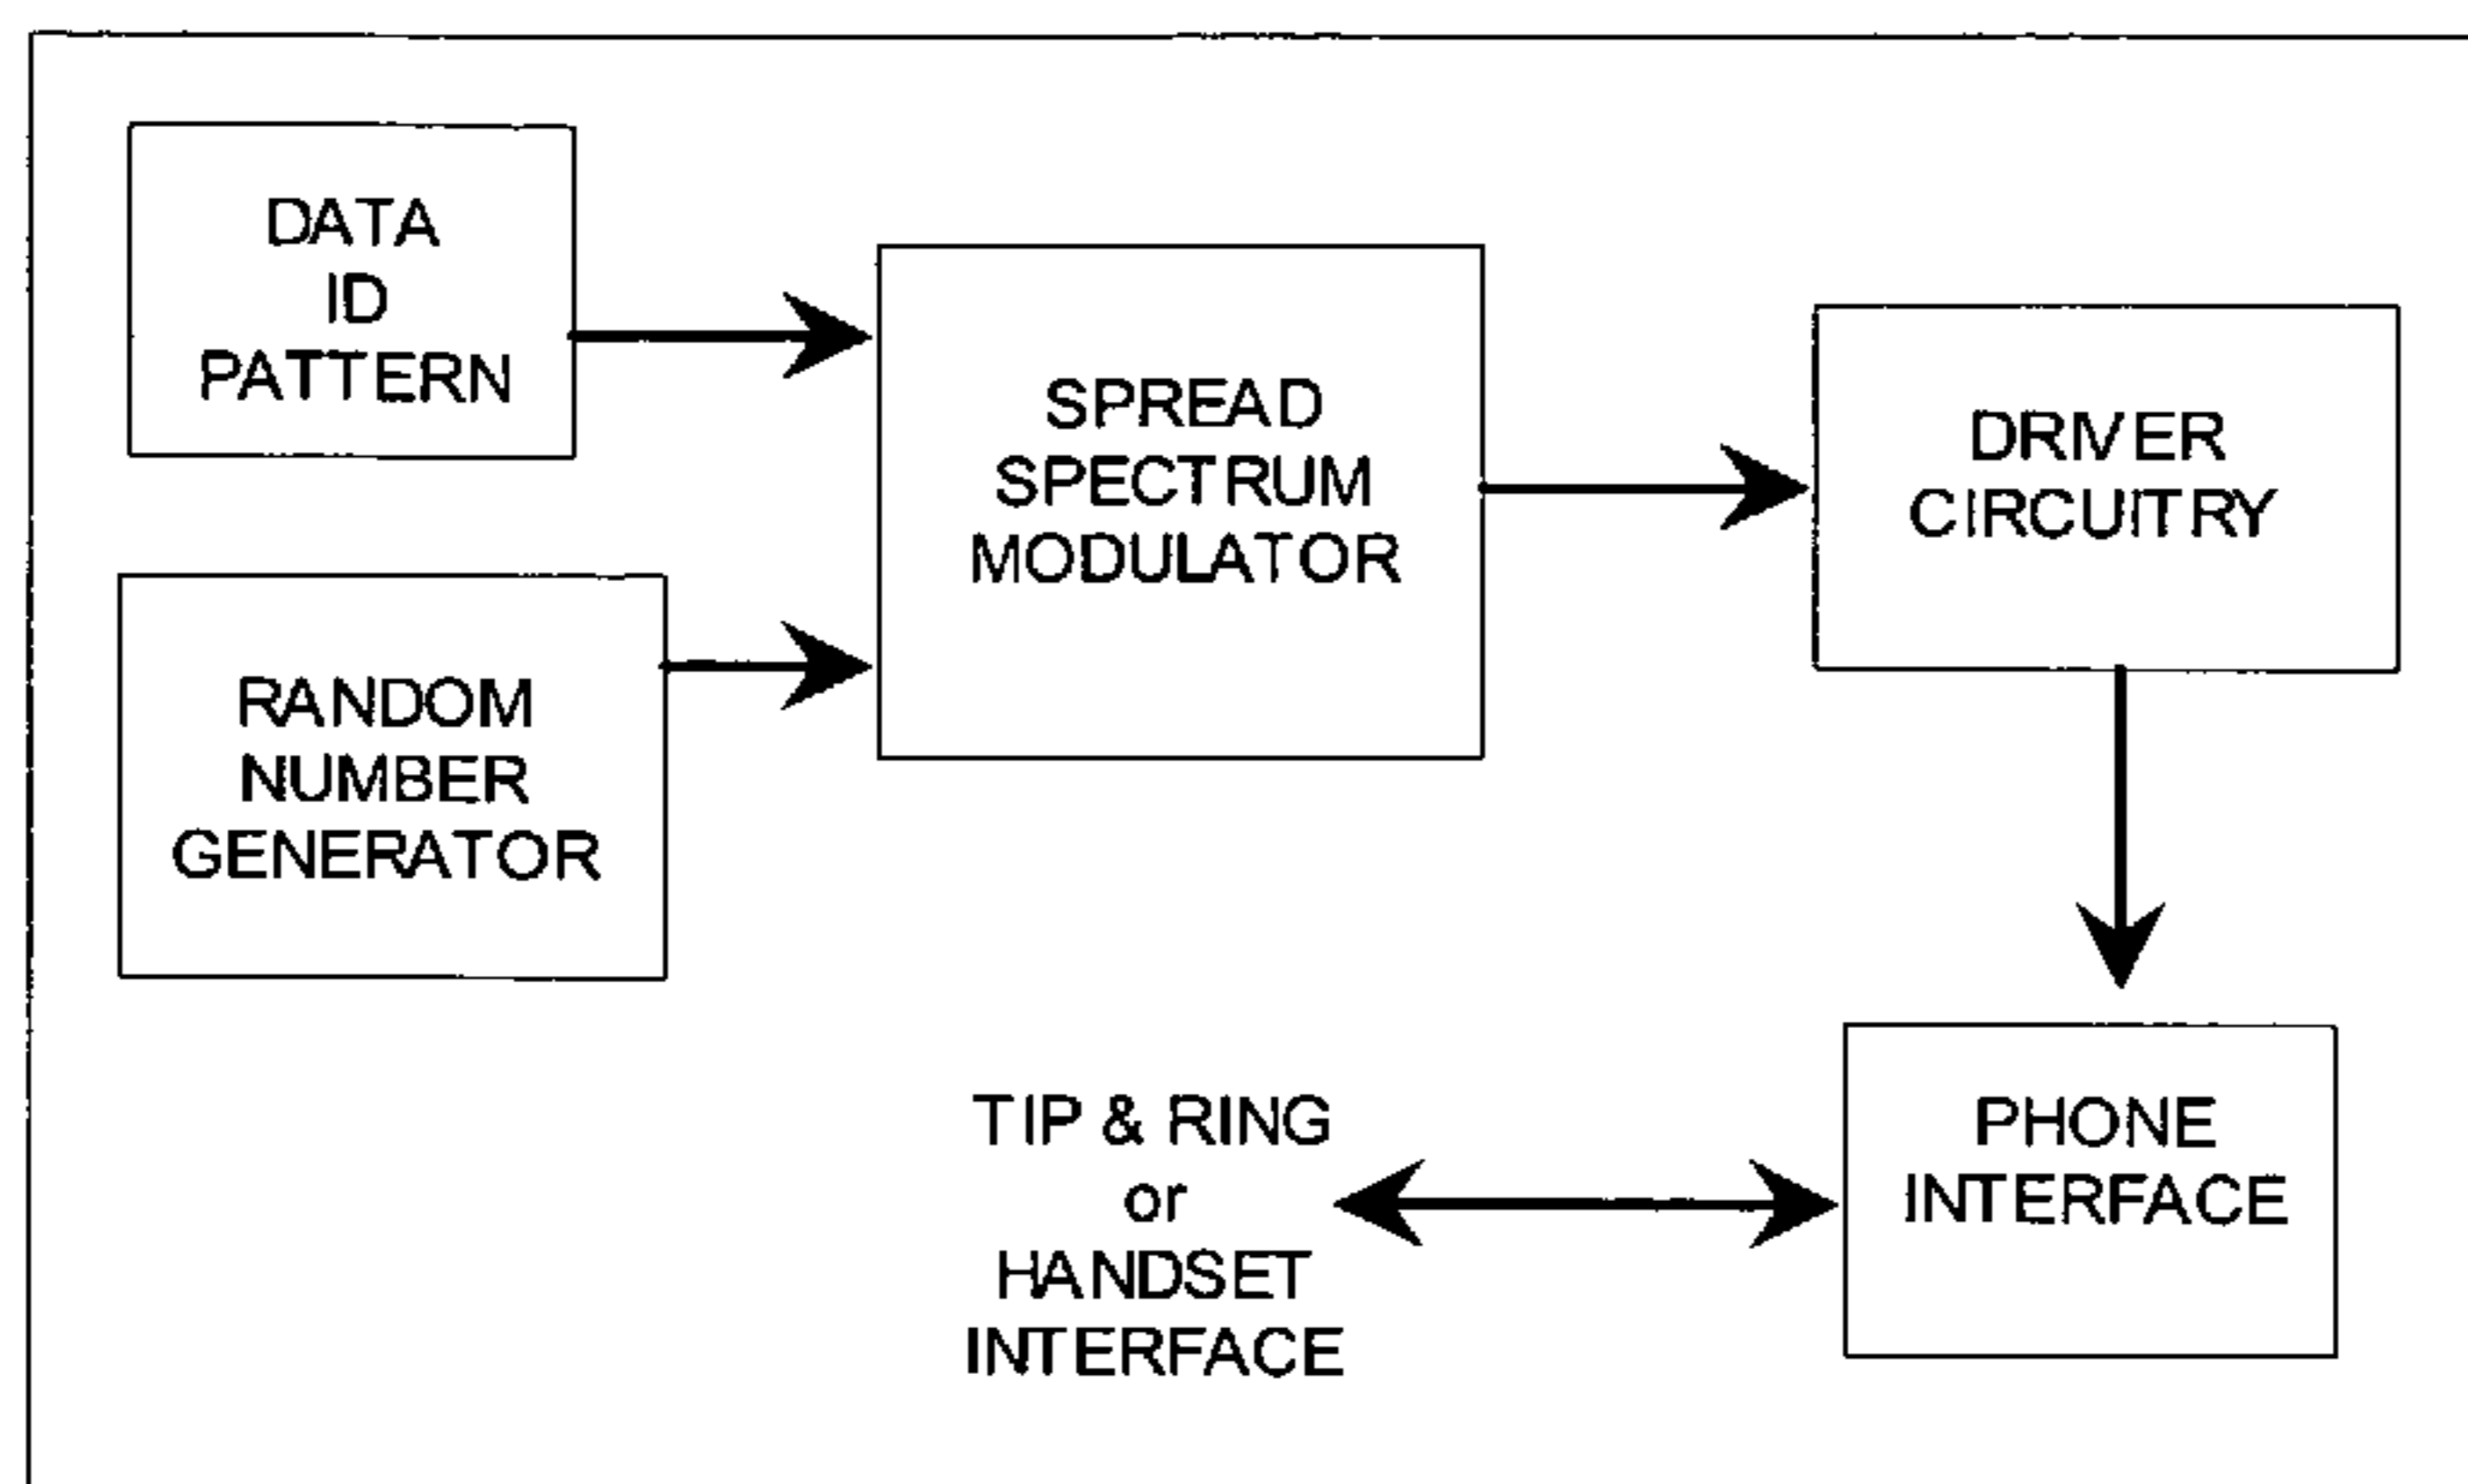 DATA
ID
PATTERN
SPREAD
SPECTRUM
MODULATOR
DRIVER
CIRCUITRY
RANDOM
NUMBER
GENERATOR
TIP & RING
or
HANDSET
INTERFACE
PHONE
INTERFACE